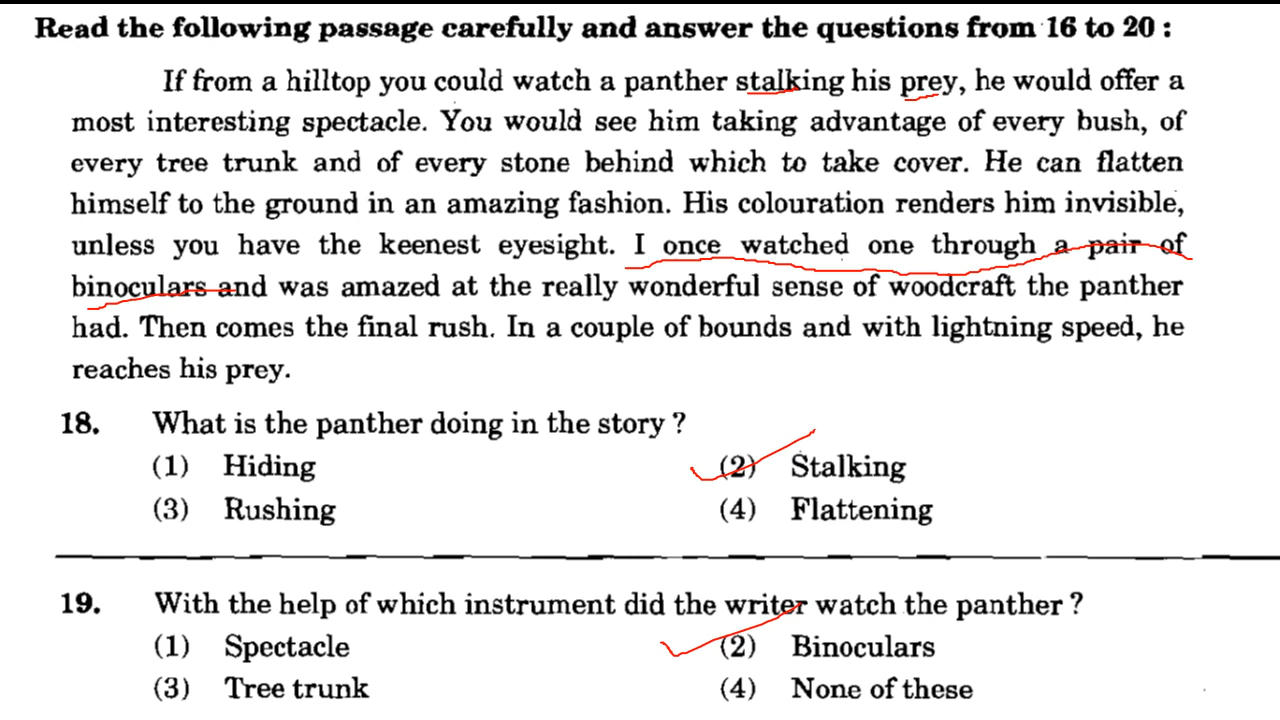 Read the following passage carefully and answer the questions from 16 to 20 :
If from a hilltop you could watch a panther stalking his prey, he would offer a
most interesting spectacle. You would see him taking advantage of every bush, of
every tree trunk and of every stone behind which to take cover. He can flatten
himself to the ground in an amazing fashion. His colouration renders him invisible,
unless you have the keenest eyesight. I once watched one through a pair of
binoculars and was amazed at the really wonderful sense of woodcraft the panther
had. Then comes the final rush. In a couple of bounds and with lightning speed, he
reaches his prey.
18. What is the panther doing in the story ?
(1) Hiding (2) Stalking
(3) Rushing (4) Flattening
19. With the help of which instrument did the writer watch the panther ?
(1) Spectacle (2) Binoculars
(3) Tree trunk (4) None of these